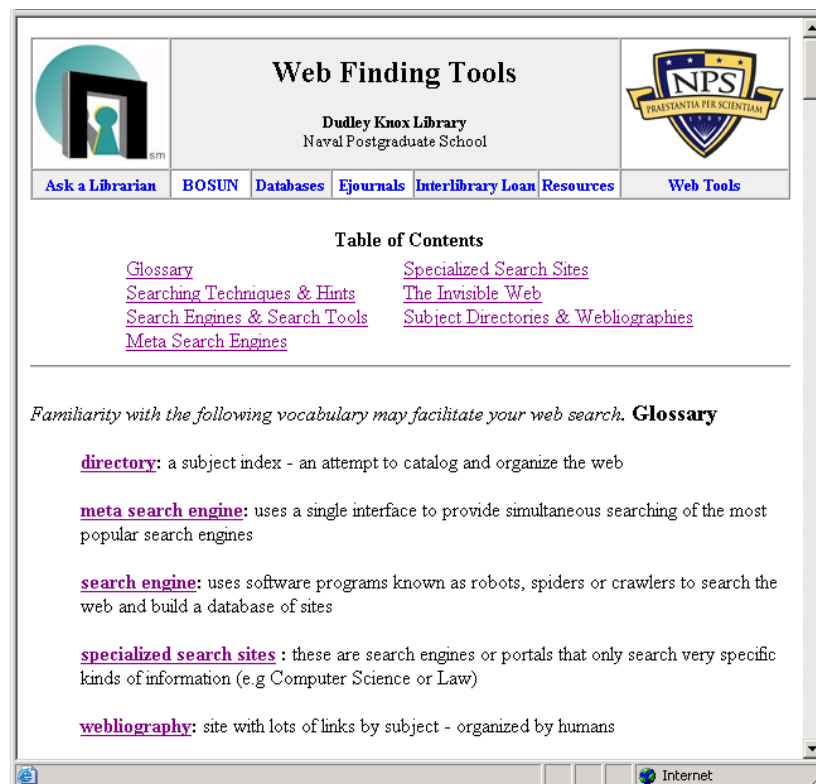 Web Finding Tools
Dudley Knox Library
Naval Postgraduate School
sm
NPS
PRAESTANTIA PER SCIENTIAM
1909
Ask a Librarian BOSUN Databases Ejournals Interlibrary Loan Resources Web Tools
Table of Contents
Glossary Specialized Search Sites
Searching Techniques & Hints The Invisible Web
Search Engines & Search Tools Subject Directories & Webliographies
Meta Search Engines
Familiarity with the following vocabulary may facilitate your web search. Glossary
directory: a subject index - an attempt to catalog and organize the web
meta search engine: uses a single interface to provide simultaneous searching of the most
popular search engines
search engine: uses software programs known as robots, spiders or crawlers to search the
web and build a database of sites
specialized search sites : these are search engines or portals that only search very specific
kinds of information (e.g Computer Science or Law)
webliography: site with lots of links by subject - organized by humans
Internet